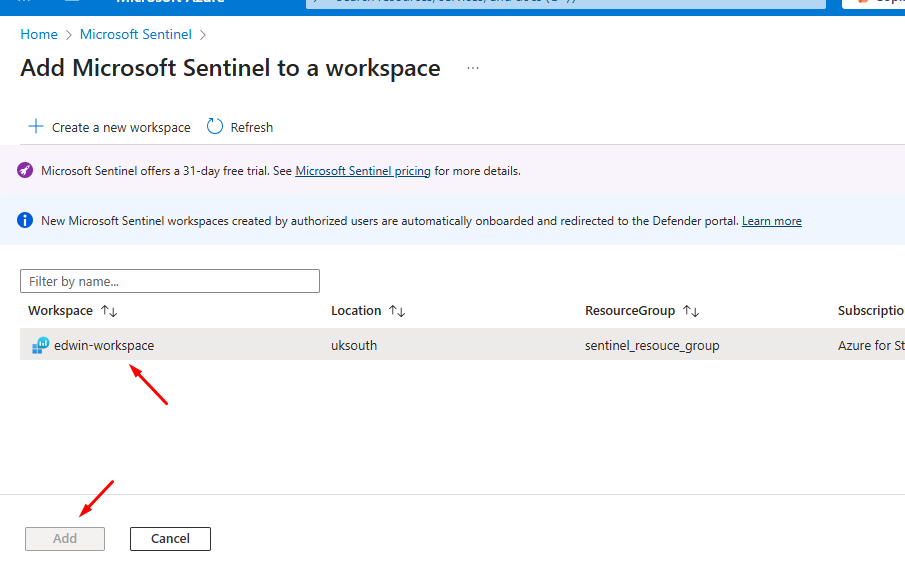 Microsoft Azure
Home > Microsoft Sentinel >
Add Microsoft Sentinel to a workspace ...
+ Create a new workspace Refresh
Microsoft Sentinel offers a 31-day free trial. See Microsoft Sentinel pricing for more details.
New Microsoft Sentinel workspaces created by authorized users are automatically onboarded and redirected to the Defender portal. Learn more
Filter by name...
Workspace ↑↓ Location ↑↓ ResourceGroup ↑↓ Subscriptio
edwin-workspace uksouth sentinel_resouce_group Azure for St
Add Cancel